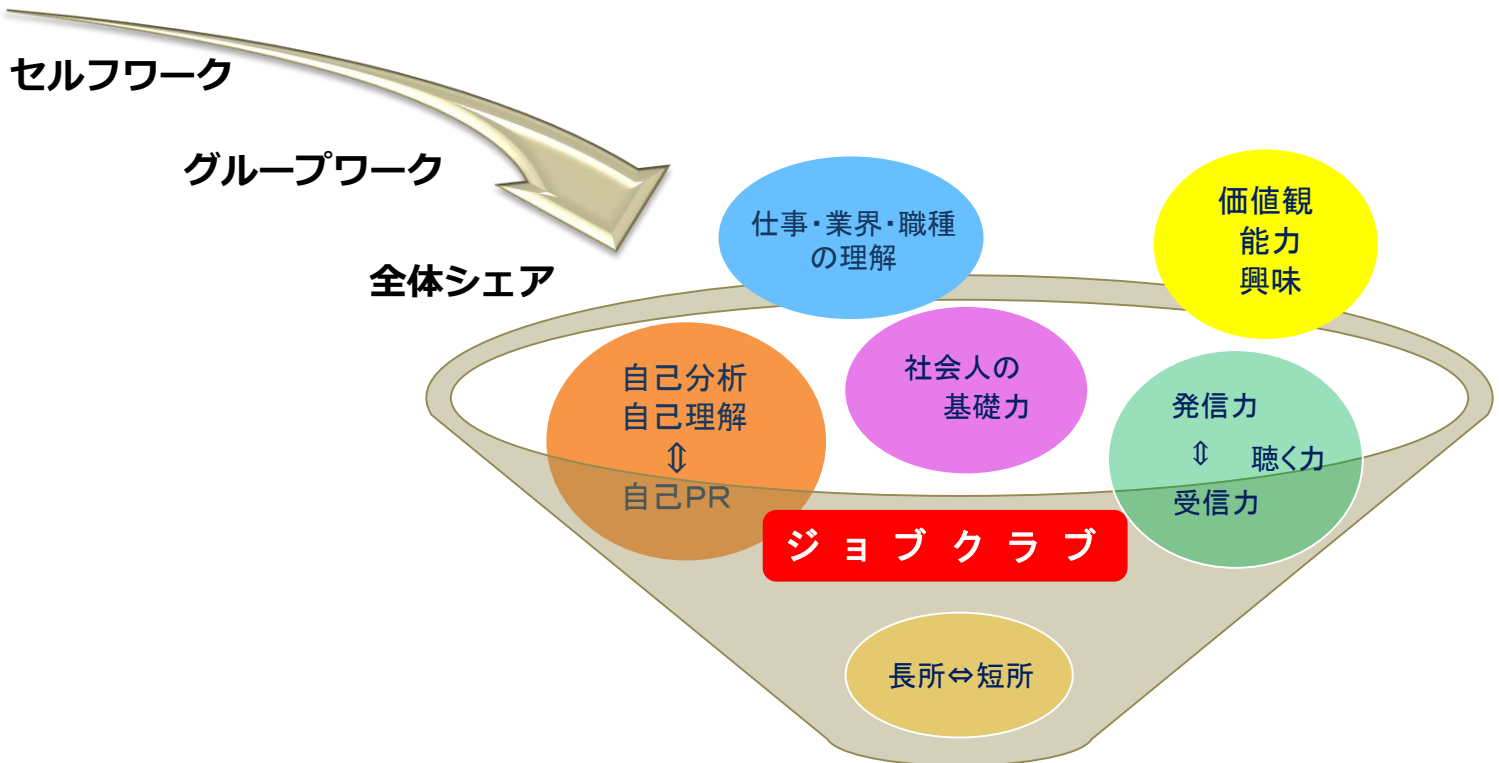 セルフワーク
グループワーク
全体シェア
仕事・業界・職種
の理解
価値観
能力
興味
自己分析
自己理解
⇕
自己PR
社会人の
基礎力
発信力
⇕ 聴く力
受信力
ジョブクラブ
長所⇔短所